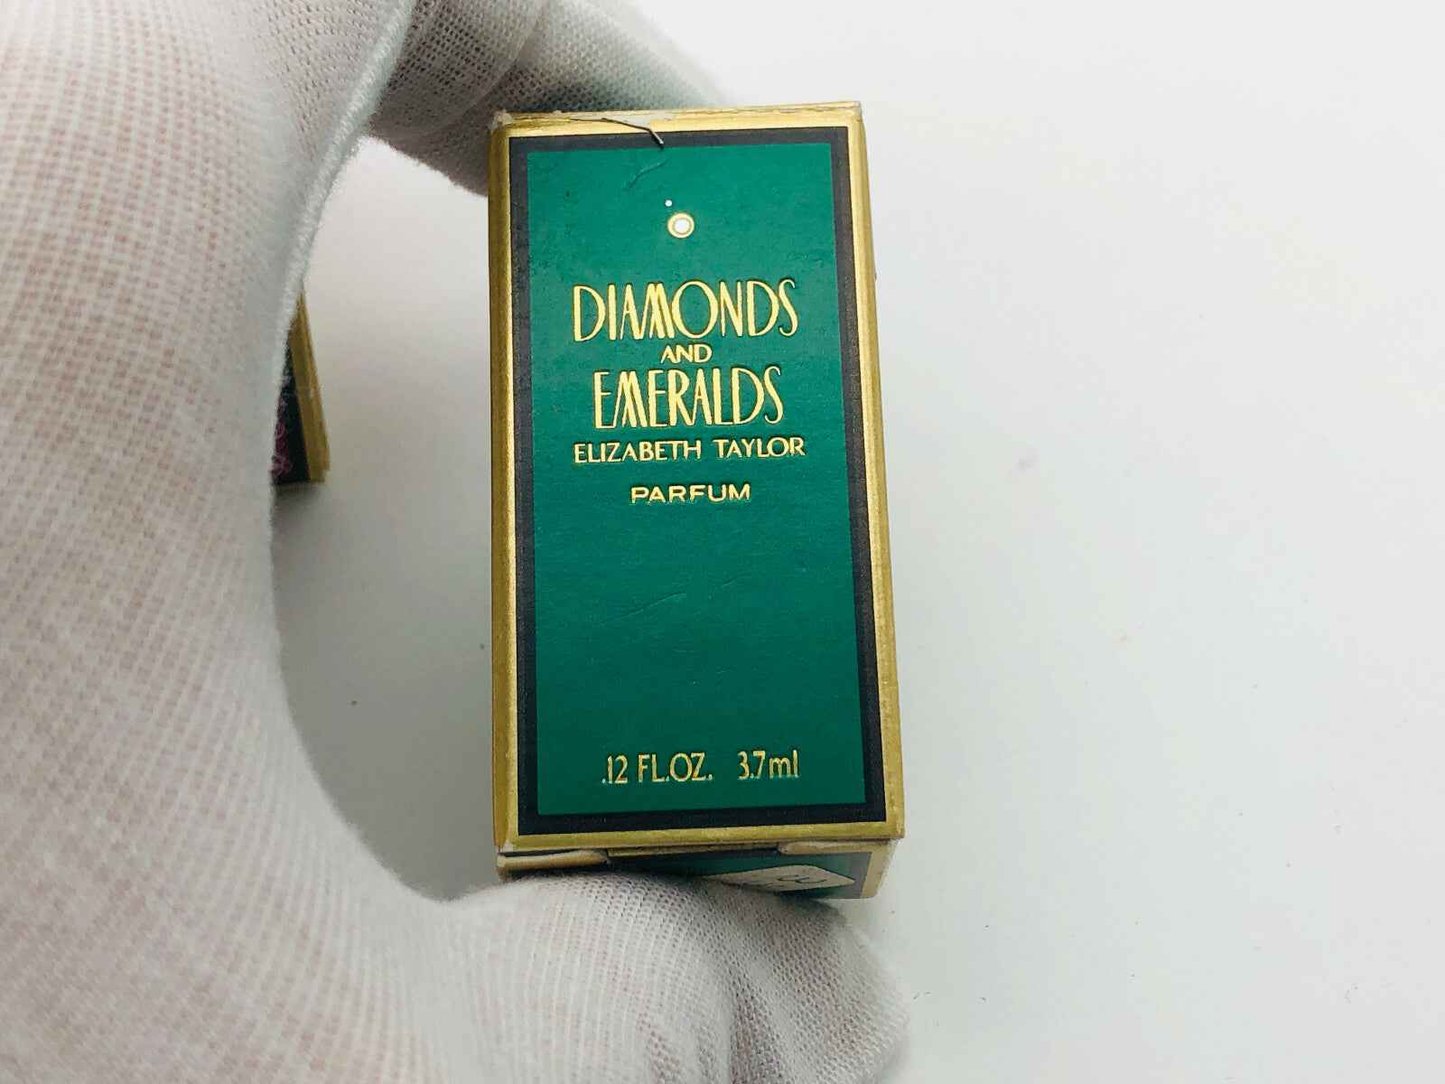 DIAMONDS
AND
EMERALDS
ELIZABETH TAYLOR
PARFUM
.12 FL.OZ. 3.7ml